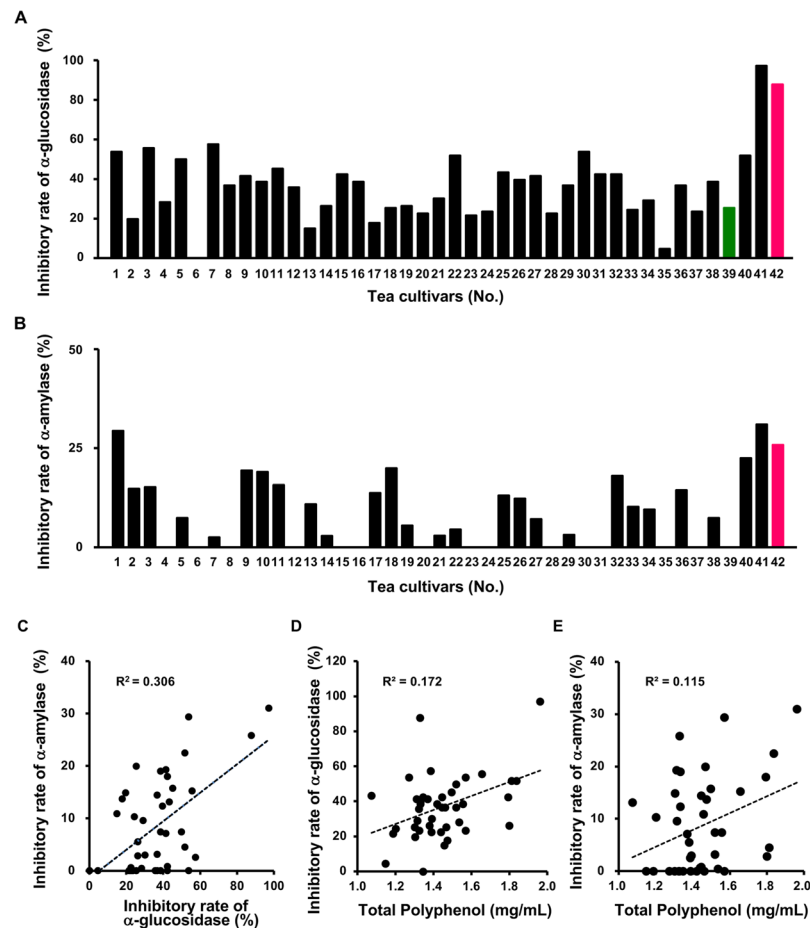 A
Inhibitory rate of α-glucosidase (%)
100
80
60
40
20
0
1 2 3 4 5 6 7 8 9 10 11 12 13 14 15 16 17 18 19 20 21 22 23 24 25 26 27 28 29 30 31 32 33 34 35 36 37 38 39 40 41 42
Tea cultivars (No.)
B
Inhibitory rate of α-amylase (%)
50
25
0
1 2 3 4 5 6 7 8 9 10 11 12 13 14 15 16 17 18 19 20 21 22 23 24 25 26 27 28 29 30 31 32 33 34 35 36 37 38 39 40 41 42
Tea cultivars (No.)
C
Inhibitory rate of α-amylase (%)
40
30
20
10
0
R² = 0.306
0 20 40 60 80 100
Inhibitory rate of
α-glucosidase (%)
D
Inhibitory rate of α-glucosidase (%)
120
100
80
60
40
20
0
R² = 0.172
1.0 1.2 1.4 1.6 1.8 2.0
Total Polyphenol (mg/mL)
E
Inhibitory rate of α-amylase (%)
40
30
20
10
0
R² = 0.115
1.0 1.2 1.4 1.6 1.8 2.0
Total Polyphenol (mg/mL)